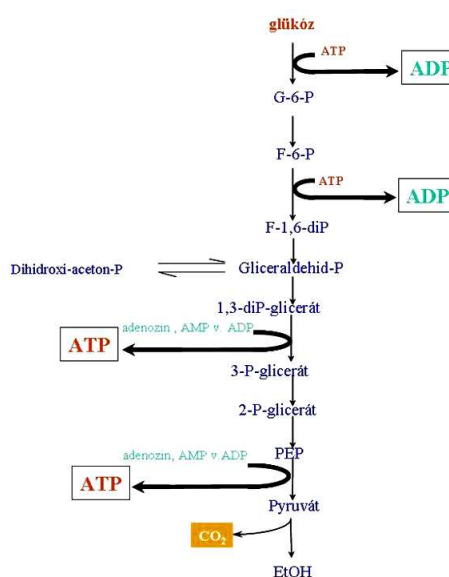 glükóz
ATP
ADP
G-6-P
F-6-P
ATP
ADP
F-1,6-diP
Dihidroxi-aceton-P
Gliceraldehid-P
1,3-diP-glicerát
adenozin , AMP v. ADP
ATP
3-P-glicerát
2-P-glicerát
PEP
adenozin, AMP v. ADP
ATP
Pyruvát
CO₂
EtOH